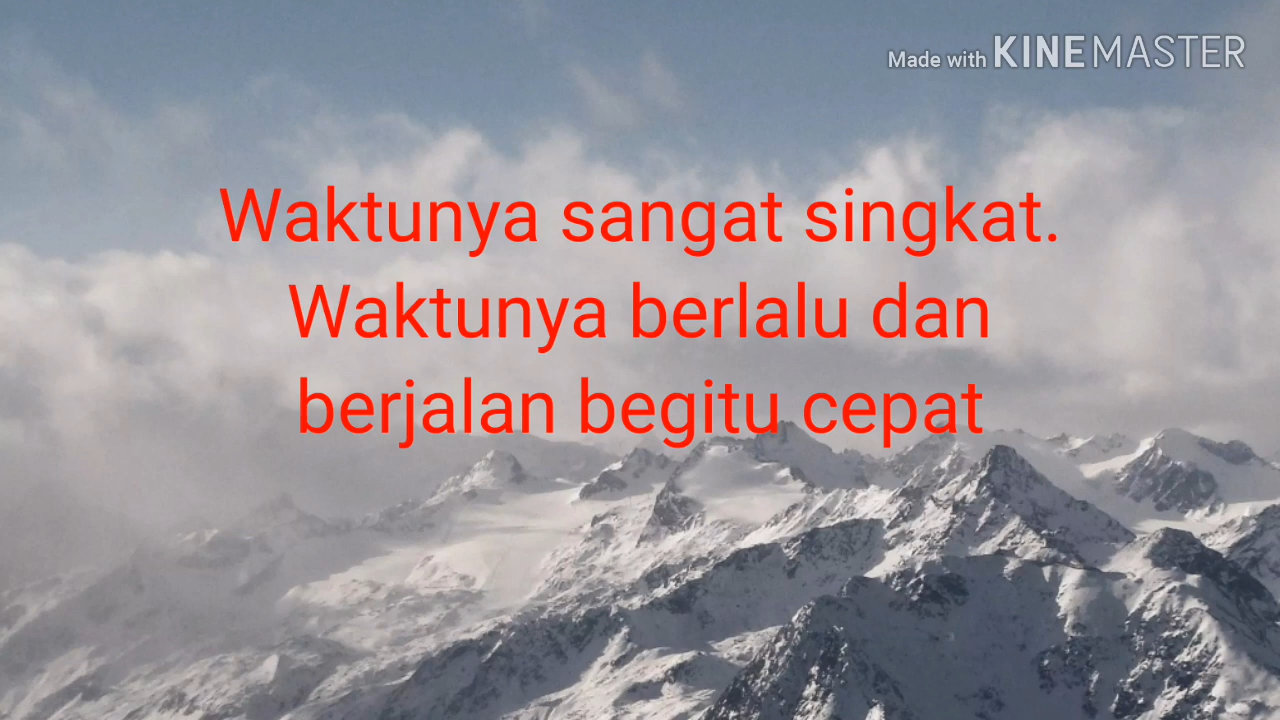 Made with KINEMASTER
Waktunya sangat singkat.
Waktunya berlalu dan
berjalan begitu cepat